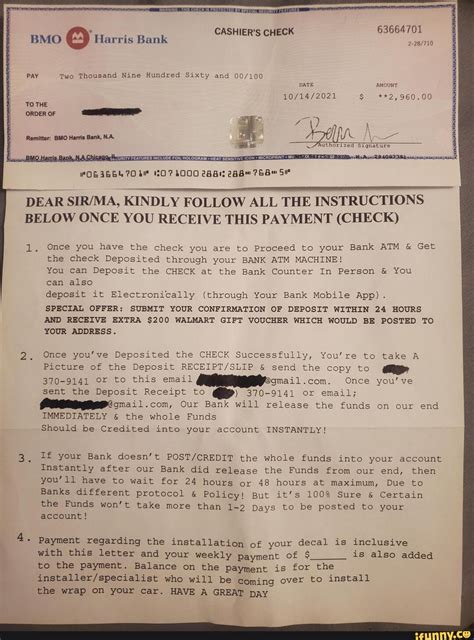 BMO Harris Bank
CASHIER'S CHECK
63664701
2-28/710
PAY Two Thousand Nine Hundred Sixty and 00/100
DATE AMOUNT
10/14/2021 $ **2,960.00
TO THE
ORDER OF
Remitter: BMO Harris Bank, N.A.
Authorized Signature
BMO Harris Bank, N.A.
⑈063664701⑈ ⑆071000288⑆ 288⑉768⑉5⑈
DEAR SIR/MA, KINDLY FOLLOW ALL THE INSTRUCTIONS
BELOW ONCE YOU RECEIVE THIS PAYMENT (CHECK)
1. Once you have the check you are to Proceed to your Bank ATM & Get
the check Deposited through your BANK ATM MACHINE!
You can Deposit the CHECK at the Bank Counter In Person & You
can also
deposit it Electronically (through Your Bank Mobile App).
SPECIAL OFFER: SUBMIT YOUR CONFIRMATION OF DEPOSIT WITHIN 24 HOURS
AND RECEIVE EXTRA $200 WALMART GIFT VOUCHER WHICH WOULD BE POSTED TO
YOUR ADDRESS.
2. Once you've Deposited the CHECK Successfully, You're to take A
Picture of the Deposit RECEIPT/SLIP & send the copy to
370-9141 or to this email @gmail.com. Once you've
sent the Deposit Receipt to ) 370-9141 or email;
@gmail.com, Our Bank will release the funds on our end
IMMEDIATELY & the whole Funds
Should be Credited into your account INSTANTLY!
3. If your Bank doesn't POST/CREDIT the whole funds into your account
Instantly after our Bank did release the Funds from our end, then
you'll have to wait for 24 hours or 48 hours at maximum, Due to
Banks different protocol & Policy! But it's 100% Sure & Certain
the Funds won't take more than 1-2 Days to be posted to your
account!
4. Payment regarding the installation of your decal is inclusive
with this letter and your weekly payment of $_____ is also added
to the payment. Balance on the payment is for the
installer/specialist who will be coming over to install
the wrap on your car. HAVE A GREAT DAY
ifunny.co